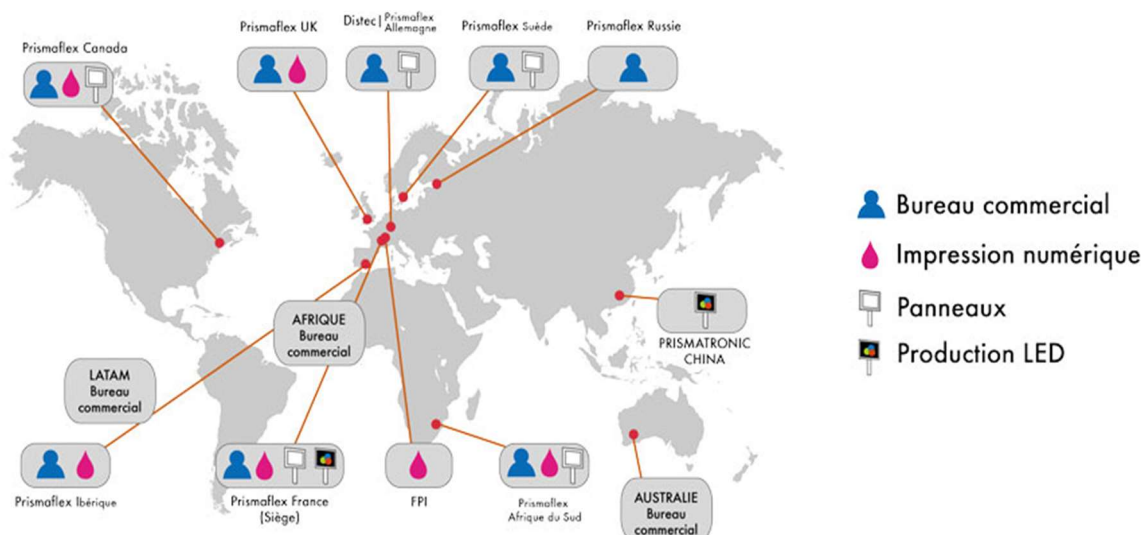 Prismaflex Canada
Prismaflex UK
Distec | Prismaflex
Allemagne
Prismaflex Suède
Prismaflex Russie
Bureau commercial
Impression numérique
Panneaux
Production LED
AFRIQUE
Bureau
commercial
PRISMATRONIC
CHINA
LATAM
Bureau
commercial
Prismaflex Ibérique
Prismaflex France
(Siège)
FPI
Prismaflex
Afrique du Sud
AUSTRALIE
Bureau
commercial